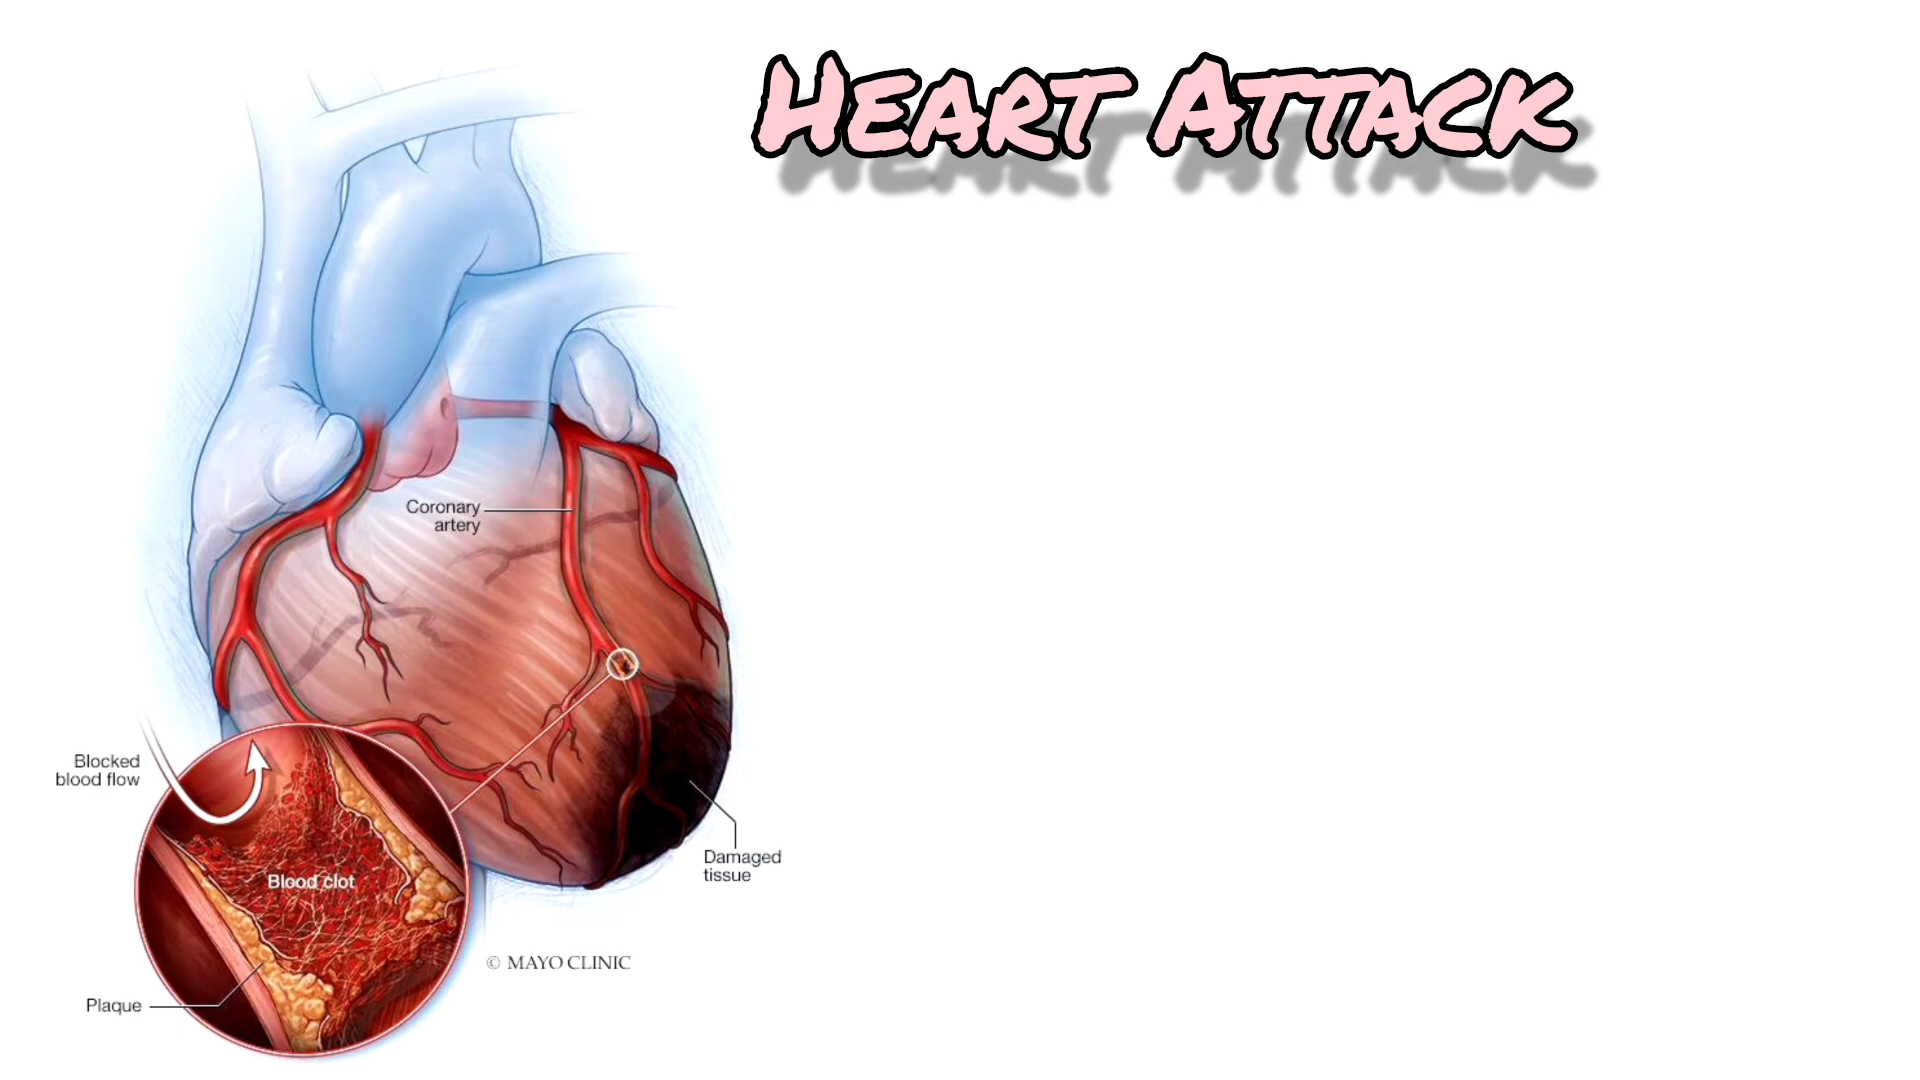 HEART ATTACK
Coronary
artery
Blocked
blood flow
Blood clot
Damaged
tissue
© MAYO CLINIC
Plaque